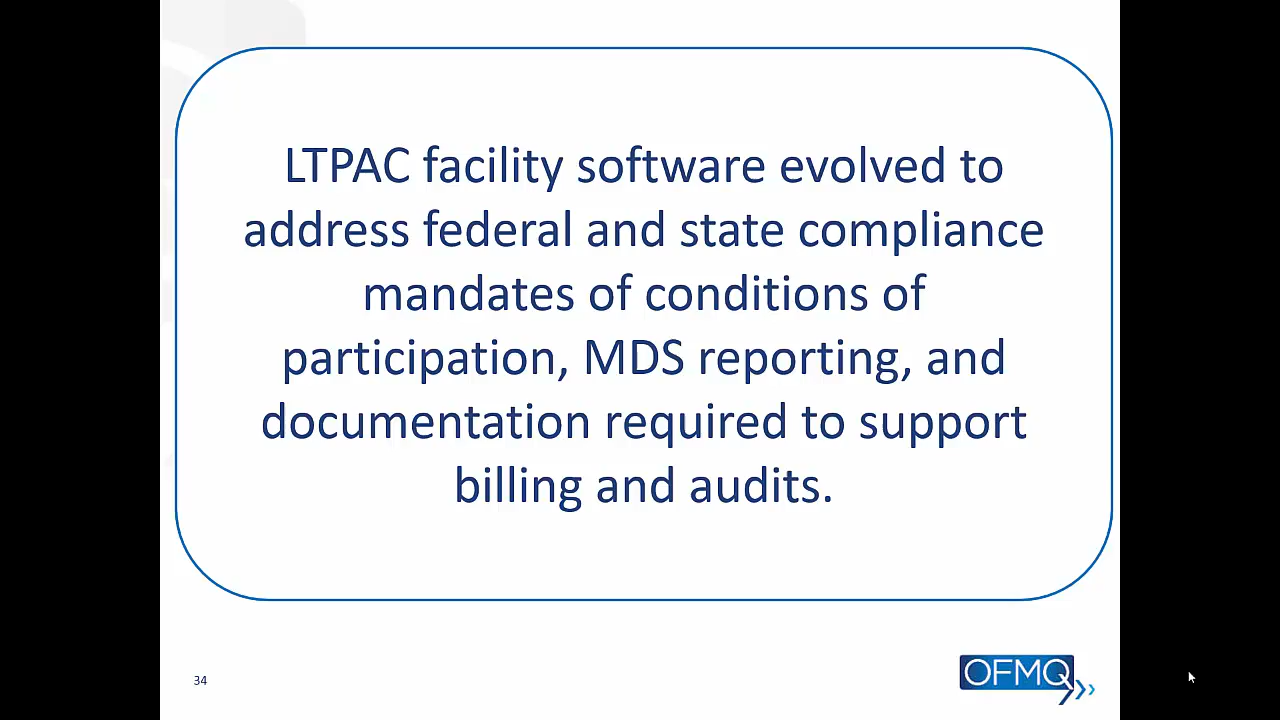 LTPAC facility software evolved to
address federal and state compliance
mandates of conditions of
participation, MDS reporting, and
documentation required to support
billing and audits.
34
OFMQ